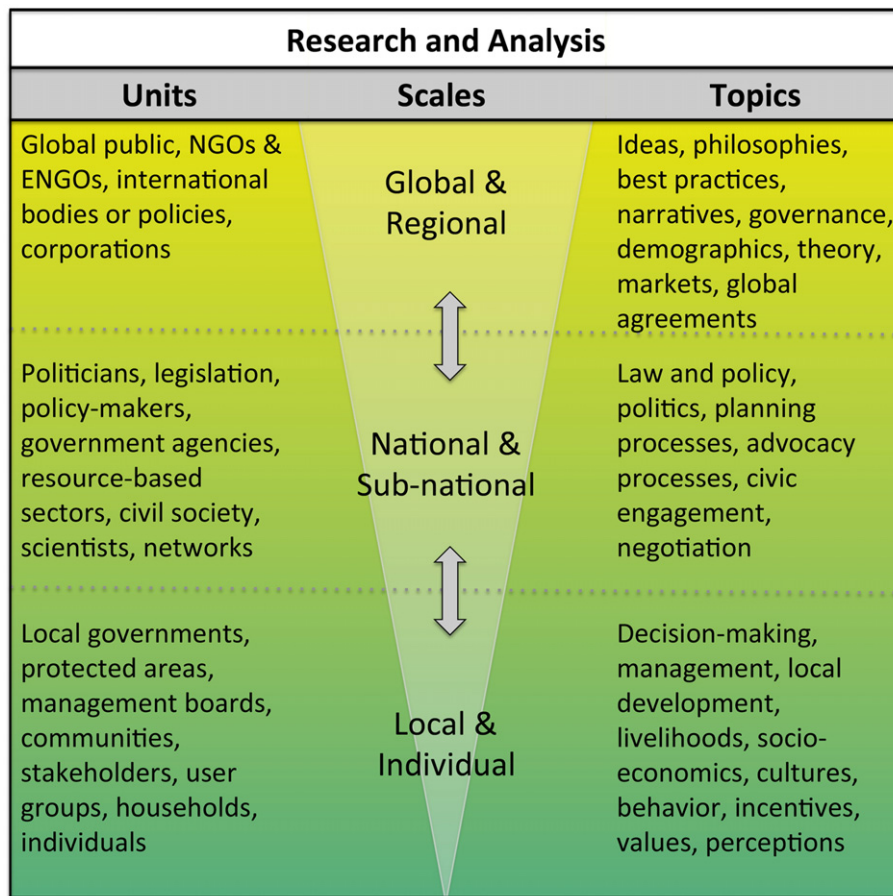 Research and Analysis
Units
Scales
Topics
Global public, NGOs &
ENGOs, international
bodies or policies,
corporations
Global &
Regional
Ideas, philosophies,
best practices,
narratives, governance,
demographics, theory,
markets, global
agreements
Politicians, legislation,
policy-makers,
government agencies,
resource-based
sectors, civil society,
scientists, networks
National &
Sub-national
Law and policy,
politics, planning
processes, advocacy
processes, civic
engagement,
negotiation
Local governments,
protected areas,
management boards,
communities,
stakeholders, user
groups, households,
individuals
Local &
Individual
Decision-making,
management, local
development,
livelihoods, socio-
economics, cultures,
behavior, incentives,
values, perceptions